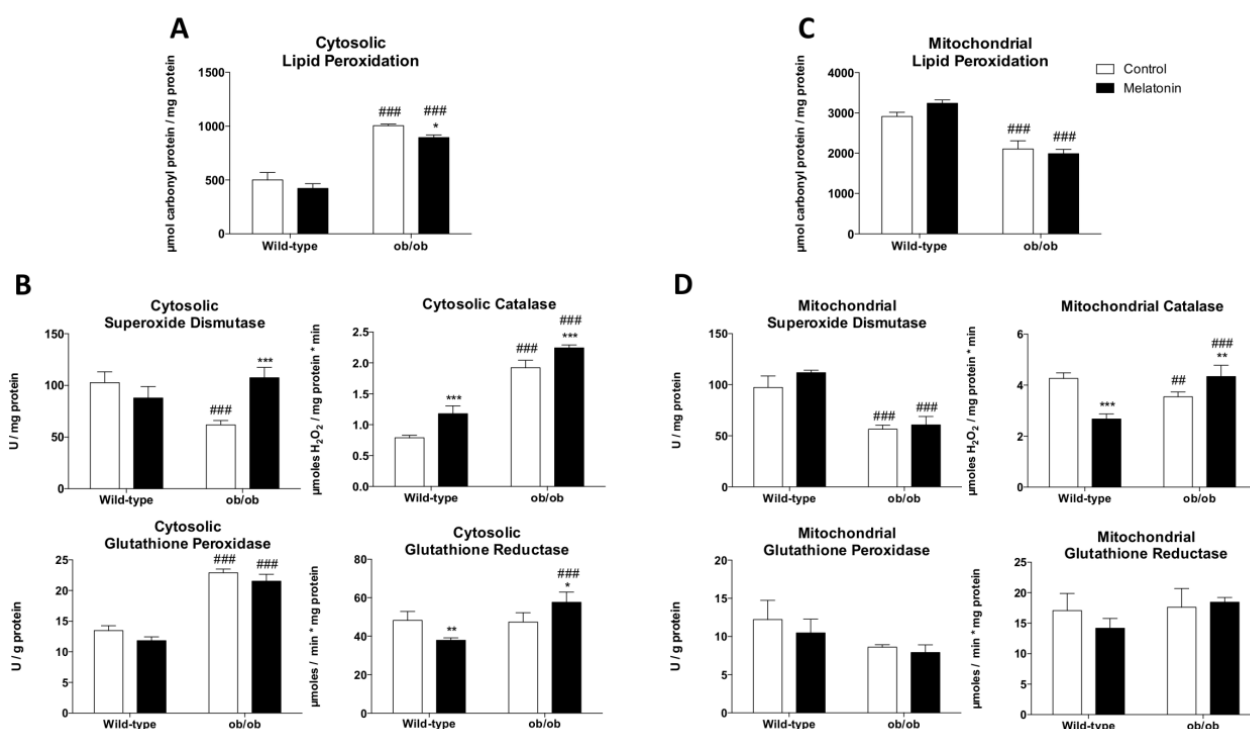 A
Cytosolic
Lipid Peroxidation
µmol carbonyl protein / mg protein
1500
1000
500
0
###
###
*
Wild-type
ob/ob
C
Mitochondrial
Lipid Peroxidation
µmol carbonyl protein / mg protein
4000
3000
2000
1000
0
###
###
Wild-type
ob/ob
Control
Melatonin
B
Cytosolic
Superoxide Dismutase
U / mg protein
150
100
50
0
###
***
Wild-type
ob/ob
Cytosolic Catalase
µmoles H₂O₂ / mg protein * min
2.5
2.0
1.5
1.0
0.5
0.0
***
###
###
***
Wild-type
ob/ob
Cytosolic
Glutathione Peroxidase
U / g protein
25
20
15
10
5
0
###
###
Wild-type
ob/ob
Cytosolic
Glutathione Reductase
µmoles / min * mg protein
80
60
40
20
0
**
###
*
Wild-type
ob/ob
D
Mitochondrial
Superoxide Dismutase
U / mg protein
150
100
50
0
###
###
Wild-type
ob/ob
Mitochondrial Catalase
µmoles H₂O₂ / mg protein * min
6
4
2
0
***
##
###
**
Wild-type
ob/ob
Mitochondrial
Glutathione Peroxidase
U / g protein
20
15
10
5
0
Wild-type
ob/ob
Mitochondrial
Glutathione Reductase
µmoles / min * mg protein
25
20
15
10
5
0
Wild-type
ob/ob